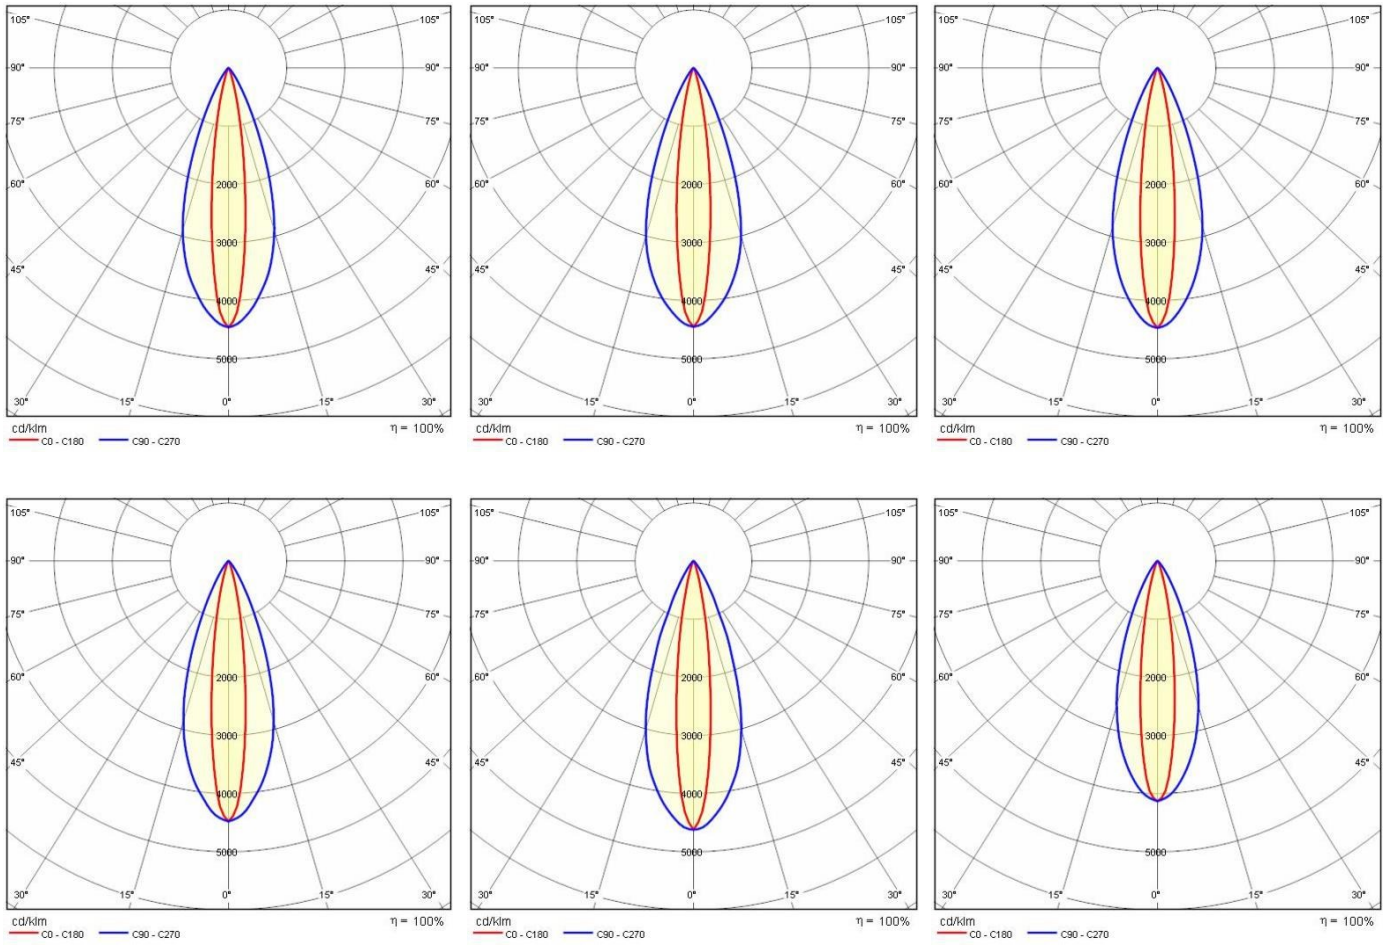 105° 105° 105° 105° 105° 105°
90° 90° 90° 90° 90° 90°
75° 75° 75° 75° 75° 75°
60° 2000 60° 60° 2000 60° 60° 2000 60°
3000 3000 3000
45° 45° 45° 45° 45° 45°
4000 4000 4000
5000 5000 5000
30° 15° 0° 15° 30° 30° 15° 0° 15° 30° 30° 15° 0° 15° 30°
cd/klm η = 100% cd/klm η = 100% cd/klm η = 100%
C0 - C180 C90 - C270 C0 - C180 C90 - C270 C0 - C180 C90 - C270
105° 105° 105° 105° 105° 105°
90° 90° 90° 90° 90° 90°
75° 75° 75° 75° 75° 75°
60° 2000 60° 60° 2000 60° 60° 2000 60°
3000 3000 3000
45° 45° 45° 45° 45° 45°
4000 4000 4000
5000 5000 5000
30° 15° 0° 15° 30° 30° 15° 0° 15° 30° 30° 15° 0° 15° 30°
cd/klm η = 100% cd/klm η = 100% cd/klm η = 100%
C0 - C180 C90 - C270 C0 - C180 C90 - C270 C0 - C180 C90 - C270